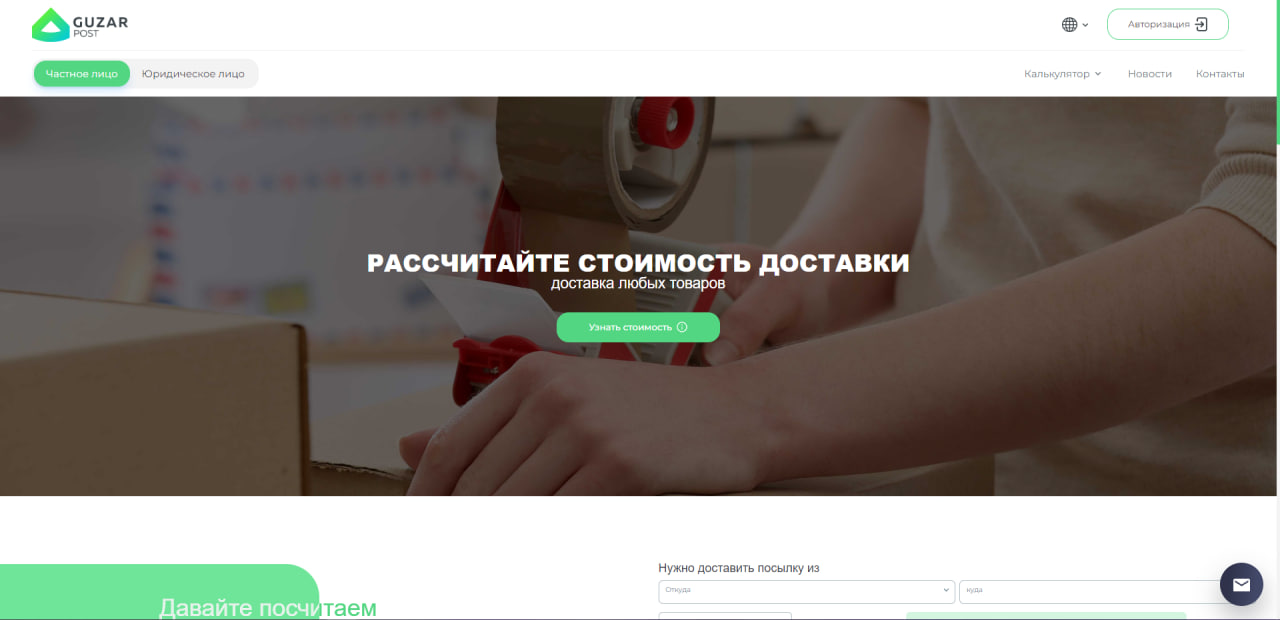 GUZAR
POST
Авторизация
Частное лицо
Юридическое лицо
Калькулятор
Новости
Контакты
РАССЧИТАЙТЕ СТОИМОСТЬ ДОСТАВКИ
доставка любых товаров
Узнать стоимость
Нужно доставить посылку из
Откуда
куда
Давайте посчитаем